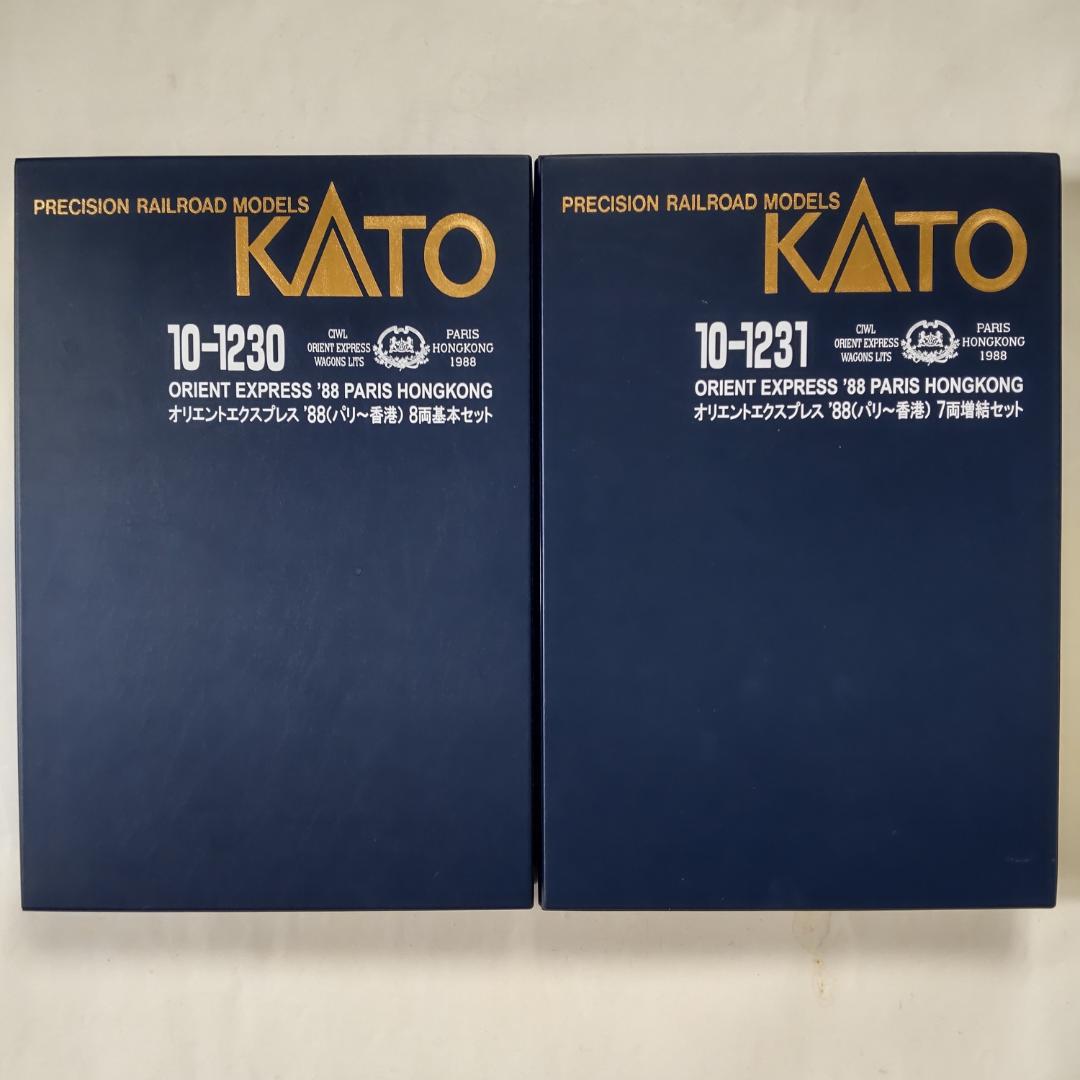 PRECISION RAILROAD MODELS
KATO
10-1230
CIWL
ORIENT EXPRESS
WAGONS LITS
PARIS
HONGKONG
1988
ORIENT EXPRESS '88 PARIS HONGKONG
オリエントエクスプレス '88(パリ～香港) 8両基本セット
PRECISION RAILROAD MODELS
KATO
10-1231
CIWL
ORIENT EXPRESS
WAGONS LITS
PARIS
HONGKONG
1988
ORIENT EXPRESS '88 PARIS HONGKONG
オリエントエクスプレス '88(パリ～香港) 7両増結セット